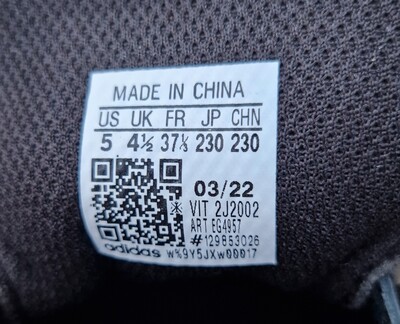 MADE IN CHINA
US UK FR JP CHN
5 4½ 37⅓ 230 230
03/22
VIT 2J2002
ART EG4957
#129853026
adidas W%9Y5JXW00017